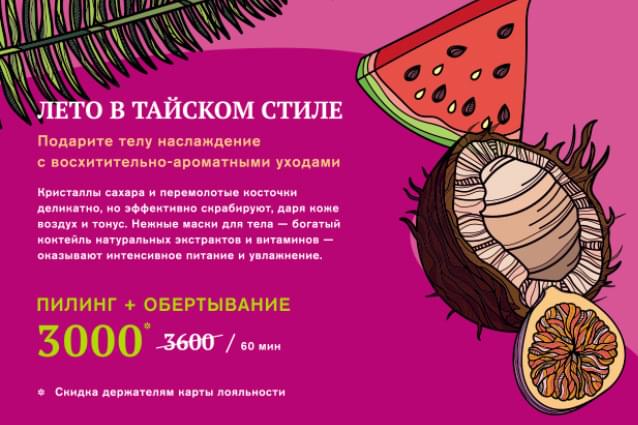 ЛЕТО В ТАЙСКОМ СТИЛЕ
Подарите телу наслаждение
с восхитительно-ароматными уходами
Кристаллы сахара и перемолотые косточки
деликатно, но эффективно скрабируют, даря коже
воздух и тонус. Нежные маски для тела — богатый
коктейль натуральных экстрактов и витаминов —
оказывают интенсивное питание и увлажнение.
ПИЛИНГ + ОБЕРТЫВАНИЕ
3000* 3600 / 60 мин
* Скидка держателям карты лояльности